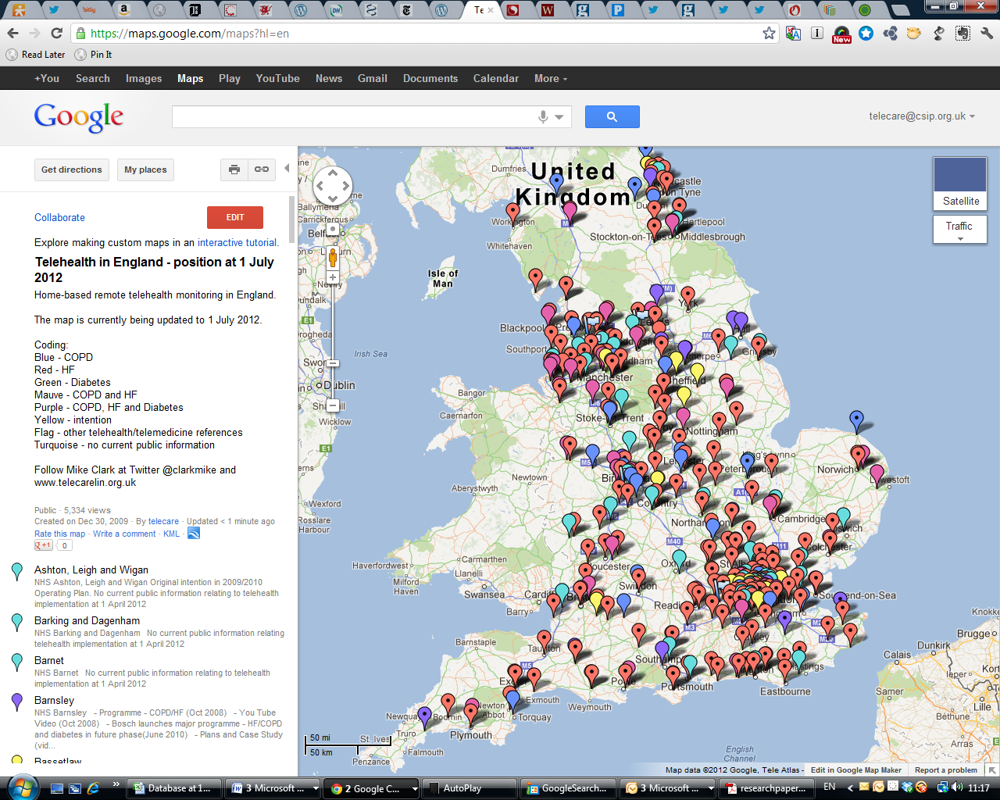 bitly
DH
Te
https://maps.google.com/maps?hl=en
New
Read Later
Pin It
+You
Search
Images
Maps
Play
YouTube
News
Gmail
Documents
Calendar
More
Google
telecare@csip.org.uk
Get directions
My places
Collaborate
EDIT
Explore making custom maps in an interactive tutorial.
Telehealth in England - position at 1 July
2012
Home-based remote telehealth monitoring in England.
The map is currently being updated to 1 July 2012.
Coding:
Blue - COPD
Red - HF
Green - Diabetes
Mauve - COPD and HF
Purple - COPD, HF and Diabetes
Yellow - intention
Flag - other telehealth/telemedicine references
Turquoise - no current public information
Follow Mike Clark at Twitter @clarkmike and
www.telecarelin.org.uk
Public · 5,334 views
Created on Dec 30, 2009 · By telecare · Updated < 1 minute ago
Rate this map · Write a comment · KML ·
+1
0
Ashton, Leigh and Wigan
NHS Ashton, Leigh and Wigan Original intention in 2009/2010
Operating Plan. No current public information relating to telehealth
implementation at 1 April 2012
Barking and Dagenham
NHS Barking and Dagenham No current public information relating
telehealth implementation at 1 April 2012
Barnet
NHS Barnet No current public information relating to telehealth
implementation at 1 April 2012
Barnsley
NHS Barnsley - Programme - COPD/HF (Oct 2008) - You Tube
Video (Oct 2008) - Bosch launches major programme - HF/COPD
and diabetes in future phase(June 2010) - Plans and Case Study
(vid...
Bassetlaw
United
Kingdom
Satellite
Traffic
Dumfries
Workington
Whitehaven
Hartlepool
Stockton-on-Tees
Middlesbrough
Isle of
Man
Irish Sea
Dublin
Wicklow
E1
E1
Wexford
Rosslare
Harbour
Blackpool
Southport
Manchester
York
Leeds
Grimsby
Sheffield
Bangor
Caernarfon
Stoke-on-Trent
Nottingham
Newtown
Aberystwyth
Coventry
Peterborough
King's Lynn
Norwich
Lowestoft
Northampton
Cambridge
Ipswich
Colchester
Haverfordwest
Milford
Haven
Carmarthen
Llanelli
Swansea
Cardiff
Barry
Gloucester
Oxford
M40
M11
Swindon
Reading
St Albans
Southend-on-Sea
M3
Crawley
Barnstaple
Taunton
M5
Exeter
Exmouth
Newton
Abbot
Torquay
Plymouth
Bodmin
Newquay
Truro
St. Ives
Falmouth
Penzance
Weymouth
Poole
Southampton
Portsmouth
Hastings
Eastbourne
English
Channel
Calais
Dunkirk
Brugge
Samer
Lille
Béthune
Arras
50 mi
50 km
Map data ©2012 Google, Tele Atlas -
Edit in Google Map Maker
Report a problem
Database at 1...
3 Microsoft ...
2 Google C...
AutoPlay
GoogleSearch...
3 Microsoft ...
researchpaper...
EN
11:17